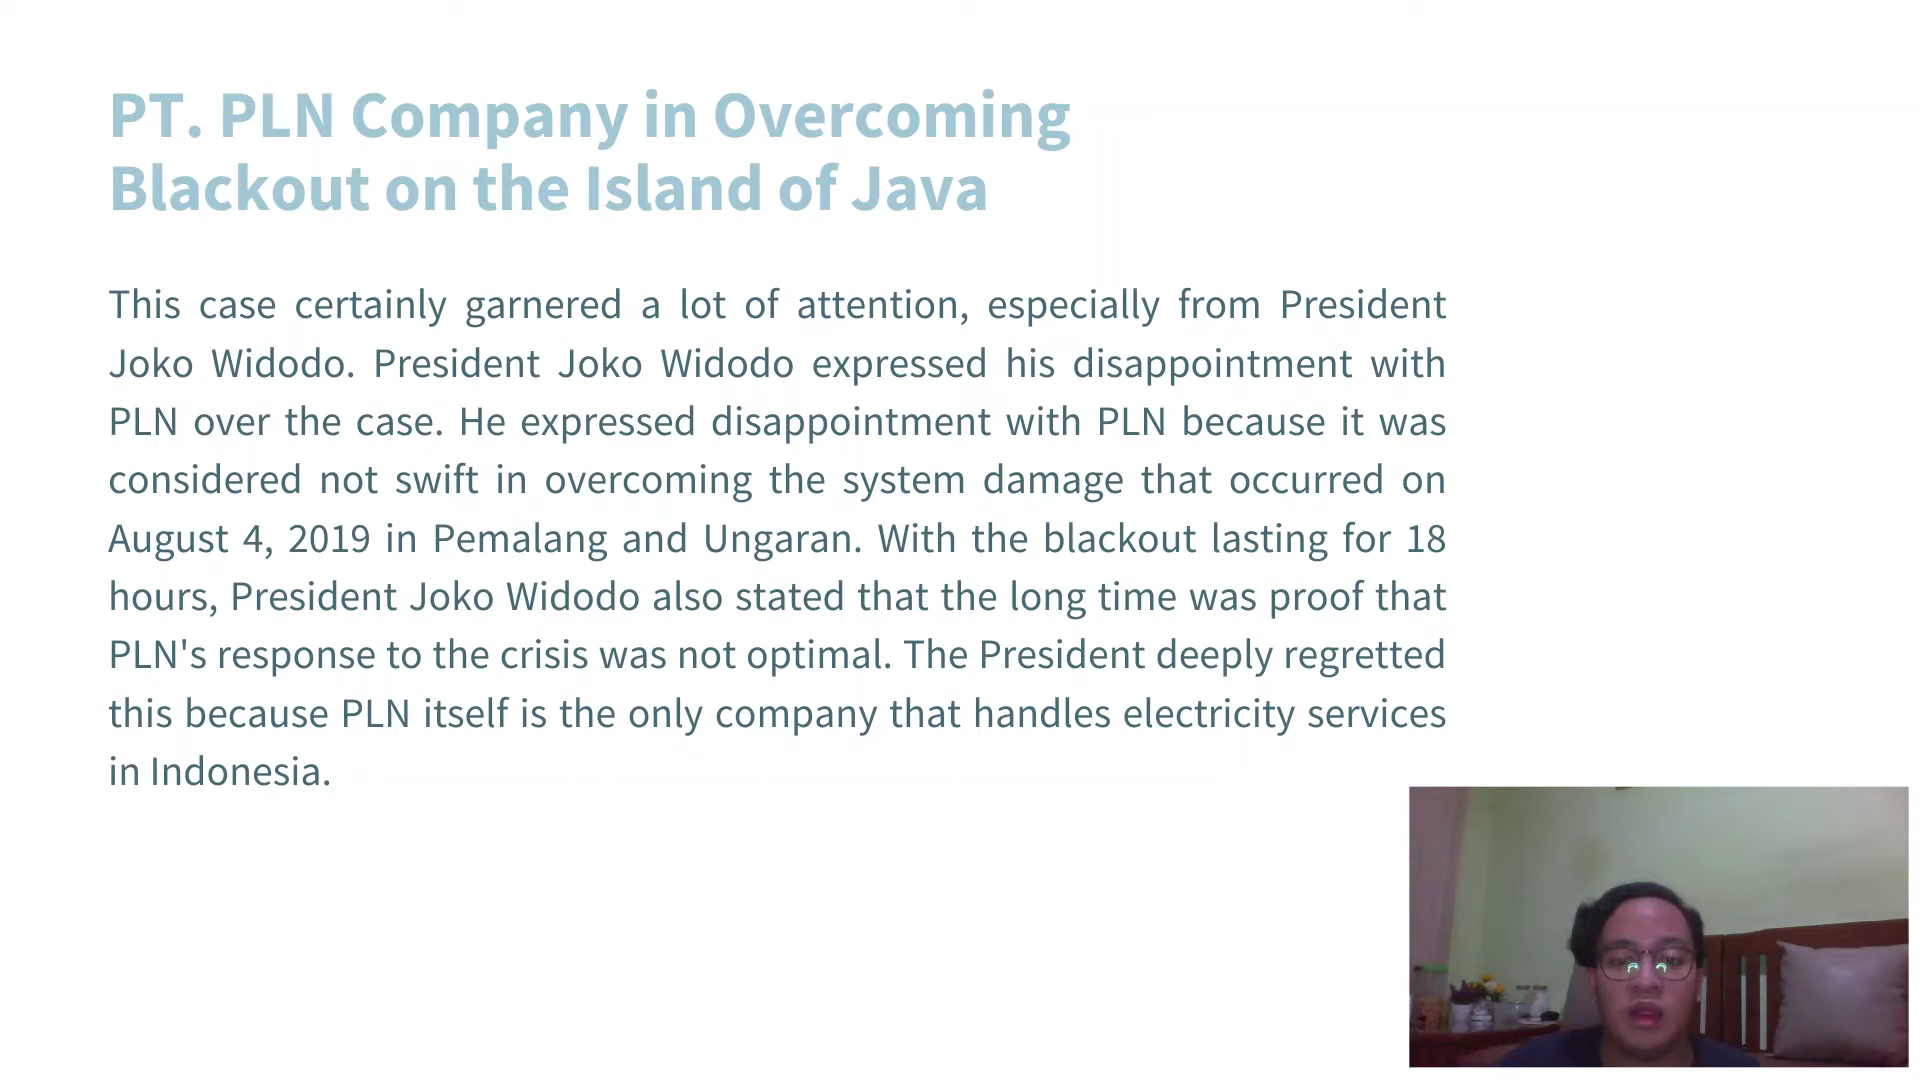 PT. PLN Company in Overcoming
Blackout on the Island of Java
This case certainly garnered a lot of attention, especially from President
Joko Widodo. President Joko Widodo expressed his disappointment with
PLN over the case. He expressed disappointment with PLN because it was
considered not swift in overcoming the system damage that occurred on
August 4, 2019 in Pemalang and Ungaran. With the blackout lasting for 18
hours, President Joko Widodo also stated that the long time was proof that
PLN's response to the crisis was not optimal. The President deeply regretted
this because PLN itself is the only company that handles electricity services
in Indonesia.